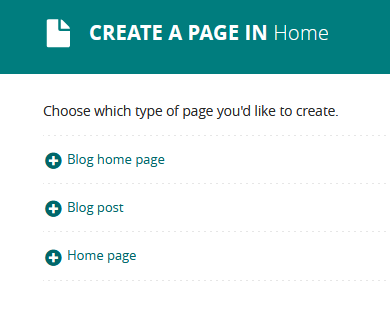 CREATE A PAGE IN Home
Choose which type of page you'd like to create.
Blog home page
Blog post
Home page